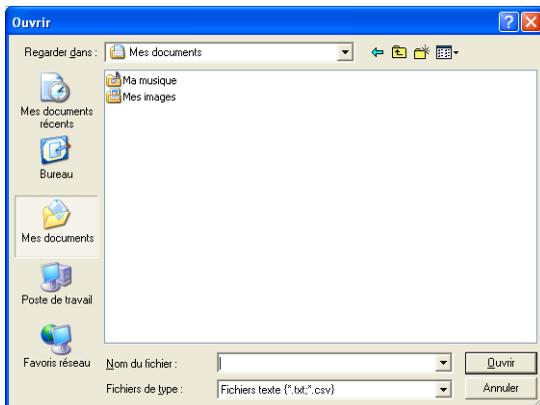 Ouvrir
Regarder dans :
Mes documents
Ma musique
Mes images
Mes documents
récents
Bureau
Mes documents
Poste de travail
Favoris réseau
Nom du fichier :
Ouvrir
Fichiers de type :
Fichiers texte {*.txt;*.csv}
Annuler